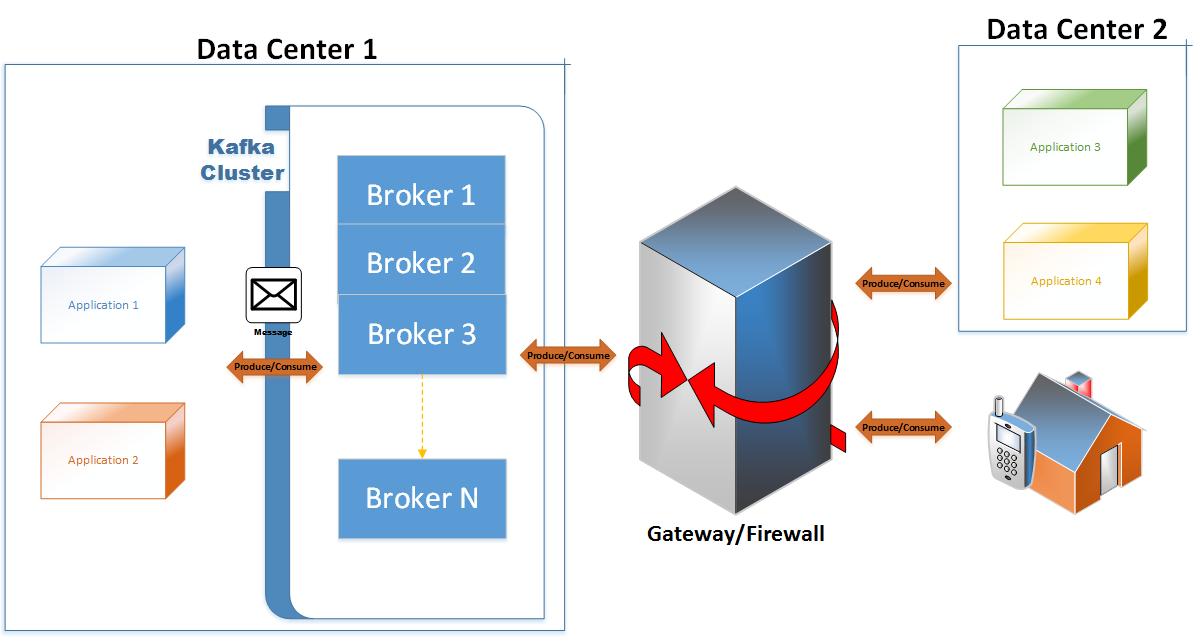 Data Center 1
Data Center 2
Kafka
Cluster
Broker 1
Broker 2
Broker 3
Broker N
Application 1
Application 2
Message
Produce/Consume
Produce/Consume
Gateway/Firewall
Produce/Consume
Produce/Consume
Application 3
Application 4